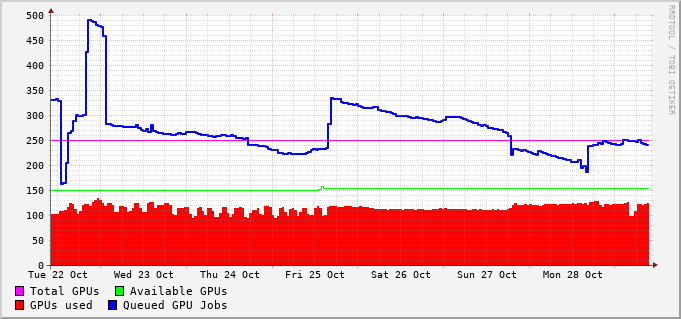 500
450
400
350
300
250
200
150
100
50
0
Tue 22 Oct Wed 23 Oct Thu 24 Oct Fri 25 Oct Sat 26 Oct Sun 27 Oct Mon 28 Oct
Total GPUs Available GPUs
GPUs used Queued GPU Jobs
RRDTOOL / TOBI OETIKER